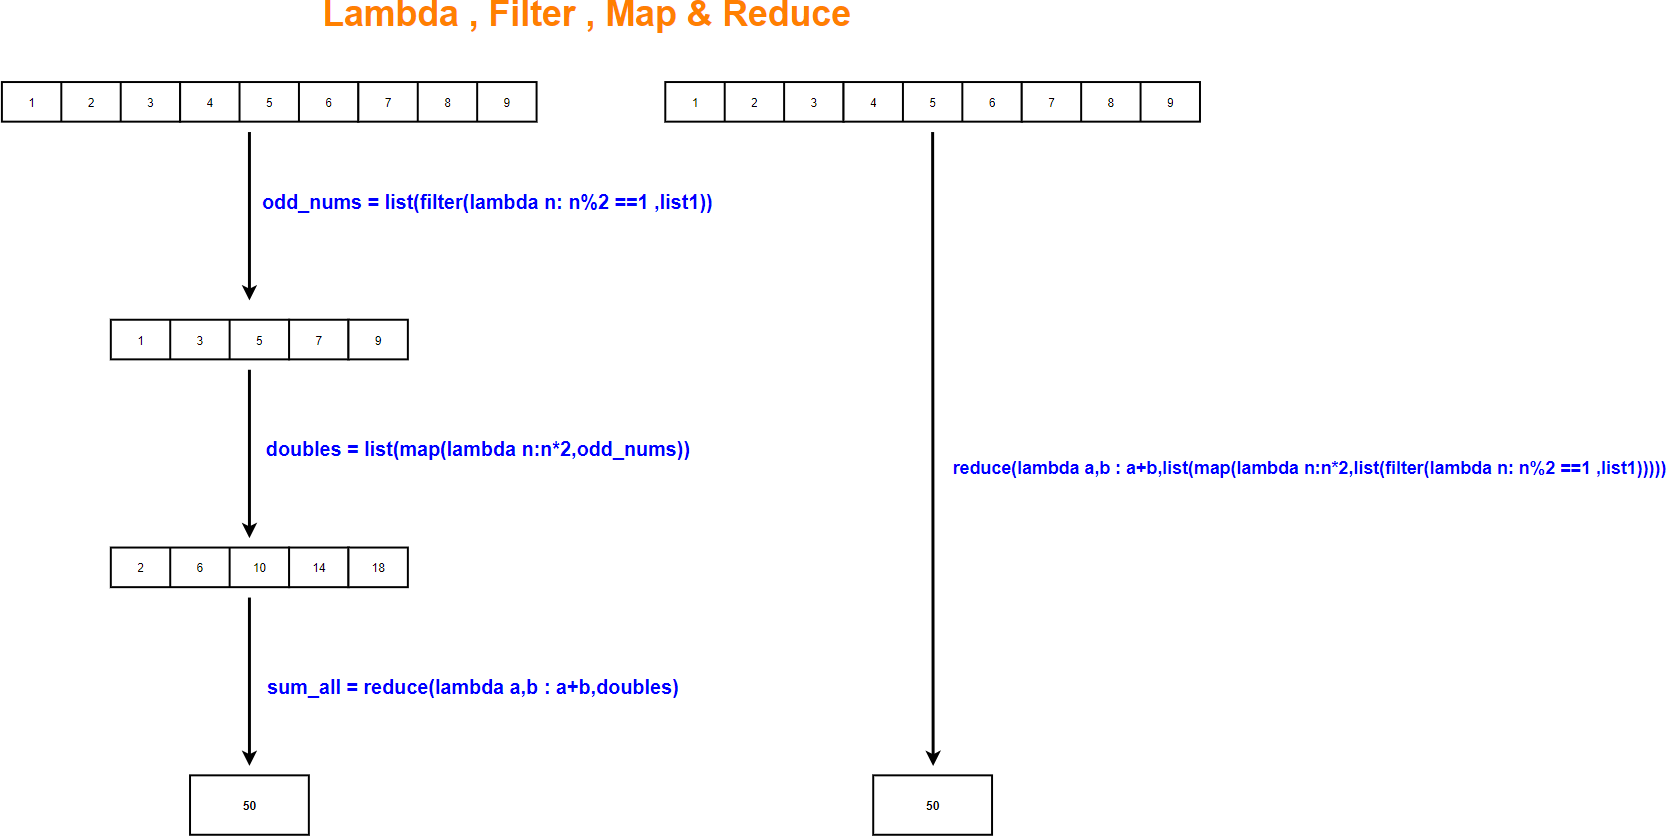 Lambda , Filter , Map & Reduce
1 2 3 4 5 6 7 8 9
odd_nums = list(filter(lambda n: n%2 ==1 ,list1))
1 3 5 7 9
doubles = list(map(lambda n:n*2,odd_nums))
2 6 10 14 18
sum_all = reduce(lambda a,b : a+b,doubles)
50
1 2 3 4 5 6 7 8 9
reduce(lambda a,b : a+b,list(map(lambda n:n*2,list(filter(lambda n: n%2 ==1 ,list1)))))
50